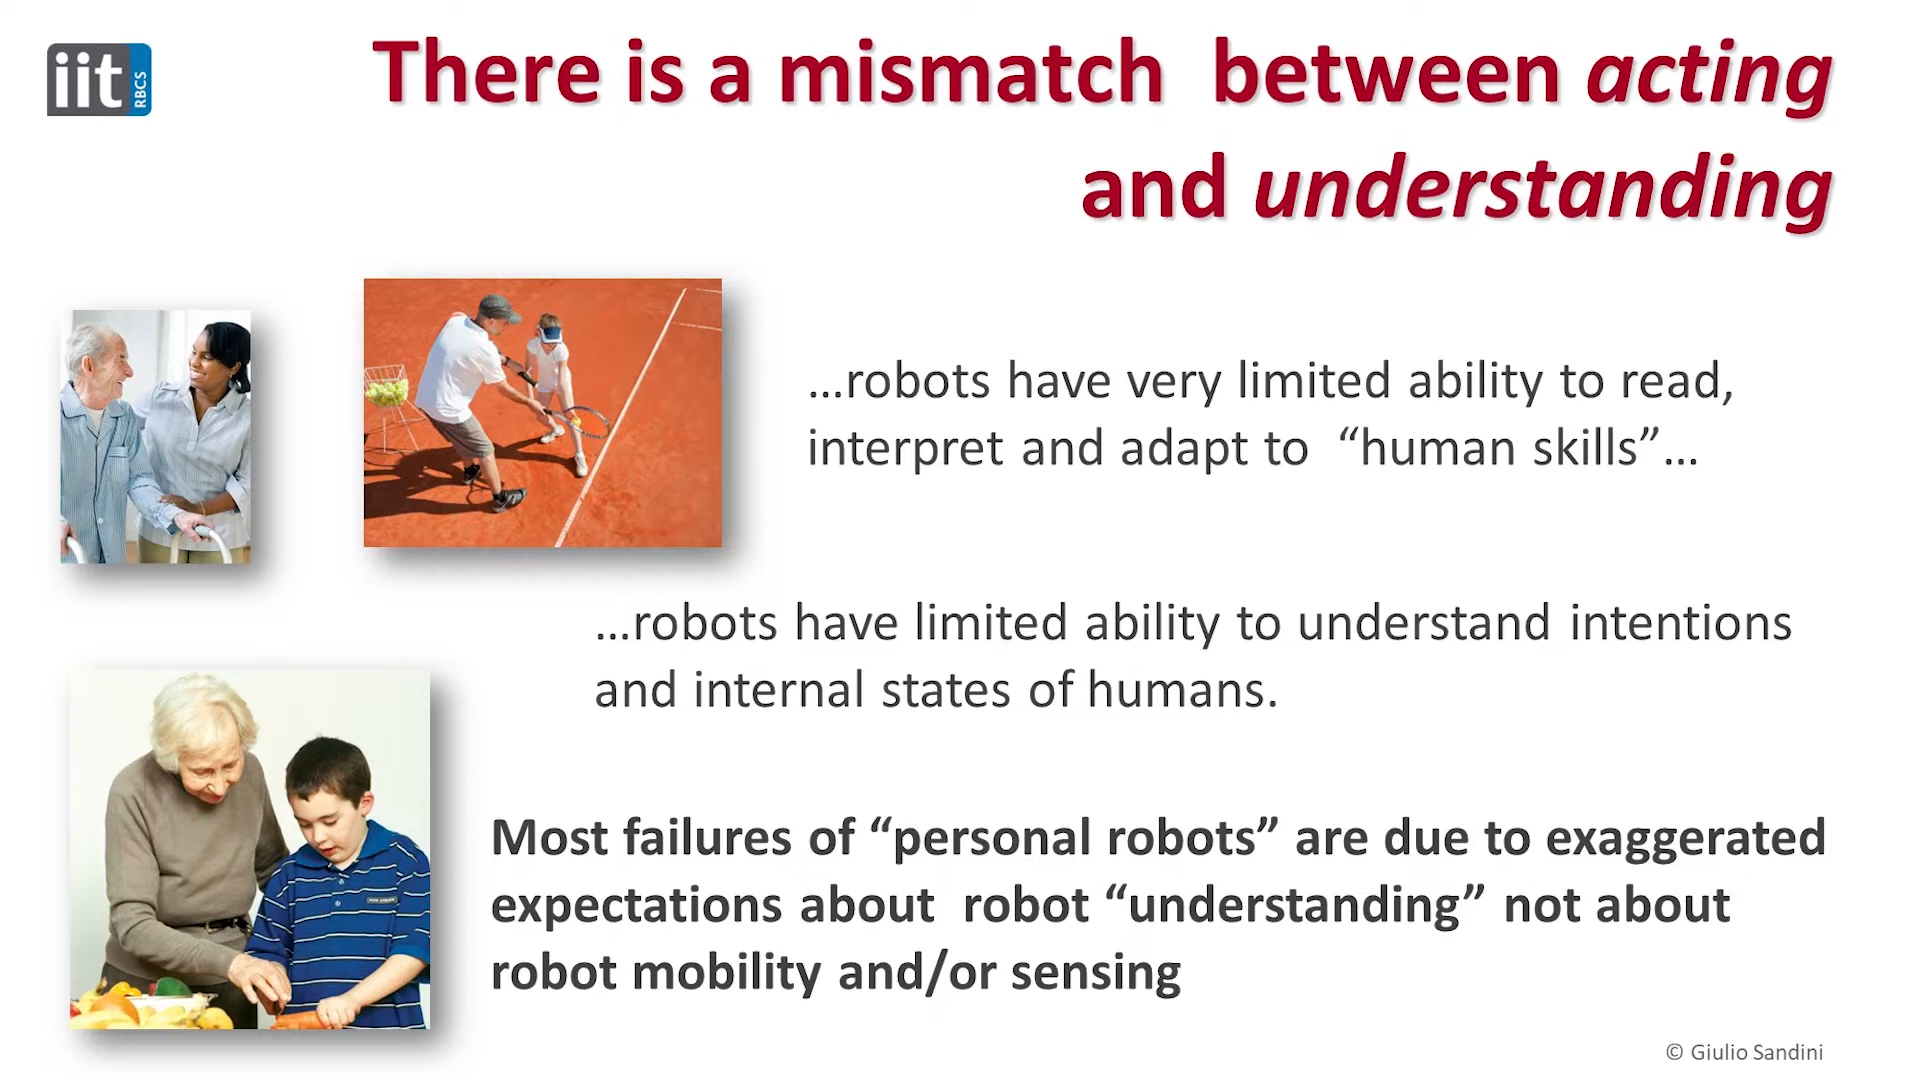 iit RBCS
There is a mismatch between acting
and understanding
...robots have very limited ability to read,
interpret and adapt to “human skills”...
...robots have limited ability to understand intentions
and internal states of humans.
Most failures of “personal robots” are due to exaggerated
expectations about robot “understanding” not about
robot mobility and/or sensing
© Giulio Sandini